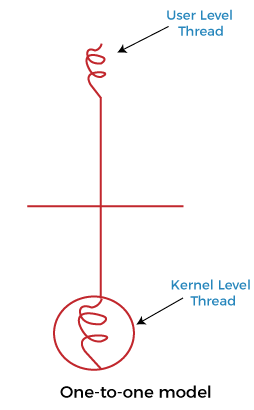 User Level
Thread
Kernel Level
Thread
One-to-one model